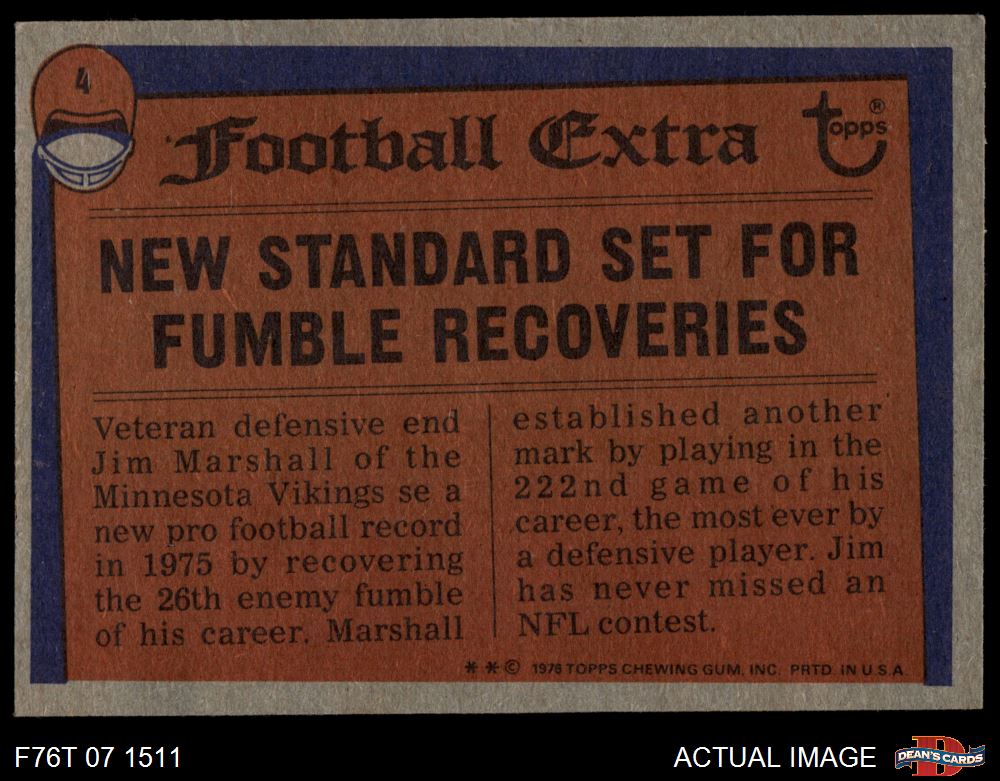 4
Football Extra
Topps®
NEW STANDARD SET FOR
FUMBLE RECOVERIES
Veteran defensive end
Jim Marshall of the
Minnesota Vikings se a
new pro football record
in 1975 by recovering
the 26th enemy fumble
of his career. Marshall
established another
mark by playing in the
222nd game of his
career, the most ever by
a defensive player. Jim
has never missed an
NFL contest.
* * © 1976 TOPPS CHEWING GUM, INC. PRTD. IN U.S.A.
F76T 07 1511
ACTUAL IMAGE
D
DEAN'S CARDS